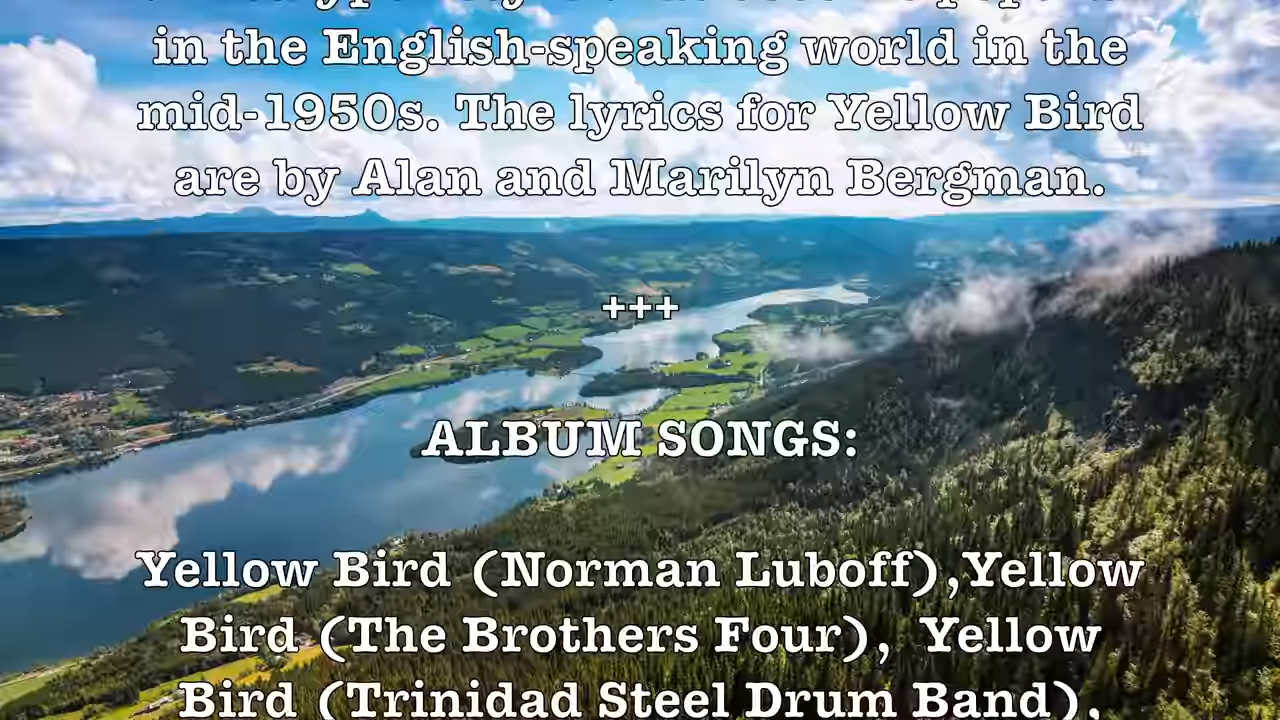 in the English-speaking world in the
mid-1950s. The lyrics for Yellow Bird
are by Alan and Marilyn Bergman.
+++
ALBUM SONGS:
Yellow Bird (Norman Luboff),Yellow
Bird (The Brothers Four), Yellow
Bird (Trinidad Steel Drum Band),